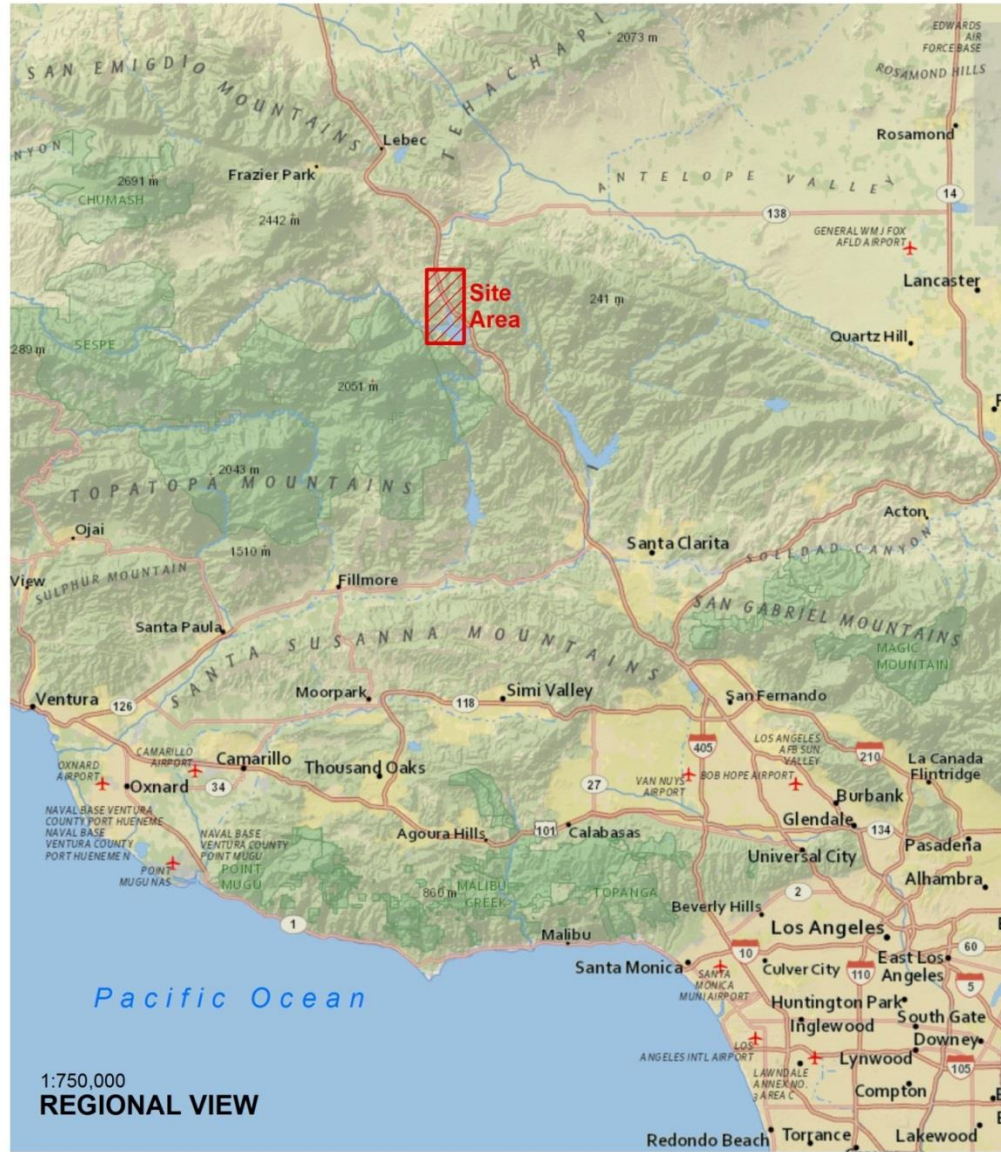 EDWARDS
AIR
FORCE BASE
2073 m
SAN EMIGDIO
MOUNTAINS
TEHACHAPI
ROSAMOND HILLS
Rosamond
Lebec
NYON
Frazier Park
2691 m
CHUMASH
ANTELOPE VALLEY
14
2442 m
138
GENERAL WM J FOX
AFLD AIRPORT
Lancaster
Site
Area
241 m
Quartz Hill
SESPE
289 m
2051 m
2043 m
TOPATOPA MOUNTAINS
Acton
Ojai
1510 m
Santa Clarita
SOLEDAD CANYON
View
SULPHUR MOUNTAIN
Fillmore
SAN GABRIEL MOUNTAINS
Santa Paula
SANTA SUSANNA MOUNTAINS
MAGIC
MOUNTAIN
Ventura
126
Moorpark
118
Simi Valley
San Fernando
405
LOS ANGELES
AFB SUN
VALLEY
210
La Canada
Flintridge
OXNARD
AIRPORT
CAMARILLO
AIRPORT
Camarillo
Thousand Oaks
27
VAN NUYS
AIRPORT
BOB HOPE AIRPORT
Oxnard
34
Burbank
NAVAL BASE VENTURA
COUNTY PORT HUENEME
NAVAL BASE
VENTURA COUNTY
PORT HUENEMEN
NAVAL BASE
VENTURA COUNTY
POINT MUGU
Agoura Hills
101
Calabasas
Glendale
134
Pasadena
Universal City
POINT
MUGU NAS
POINT
MUGU
866 m
MALIBU
CREEK
TOPANGA
2
Alhambra
Beverly Hills
1
Malibu
Los Angeles
60
10
Santa Monica
SANTA
MONICA
MUNI AIRPORT
Culver City
110
East Los
Angeles
5
Pacific Ocean
Huntington Park
South Gate
Inglewood
Downey
LOS
ANGELES INTL AIRPORT
Lynwood
105
LAWNDALE
ANNEX NO.
3 AREA C
Compton
1:750,000
REGIONAL VIEW
Redondo Beach
Torrance
Lakewood